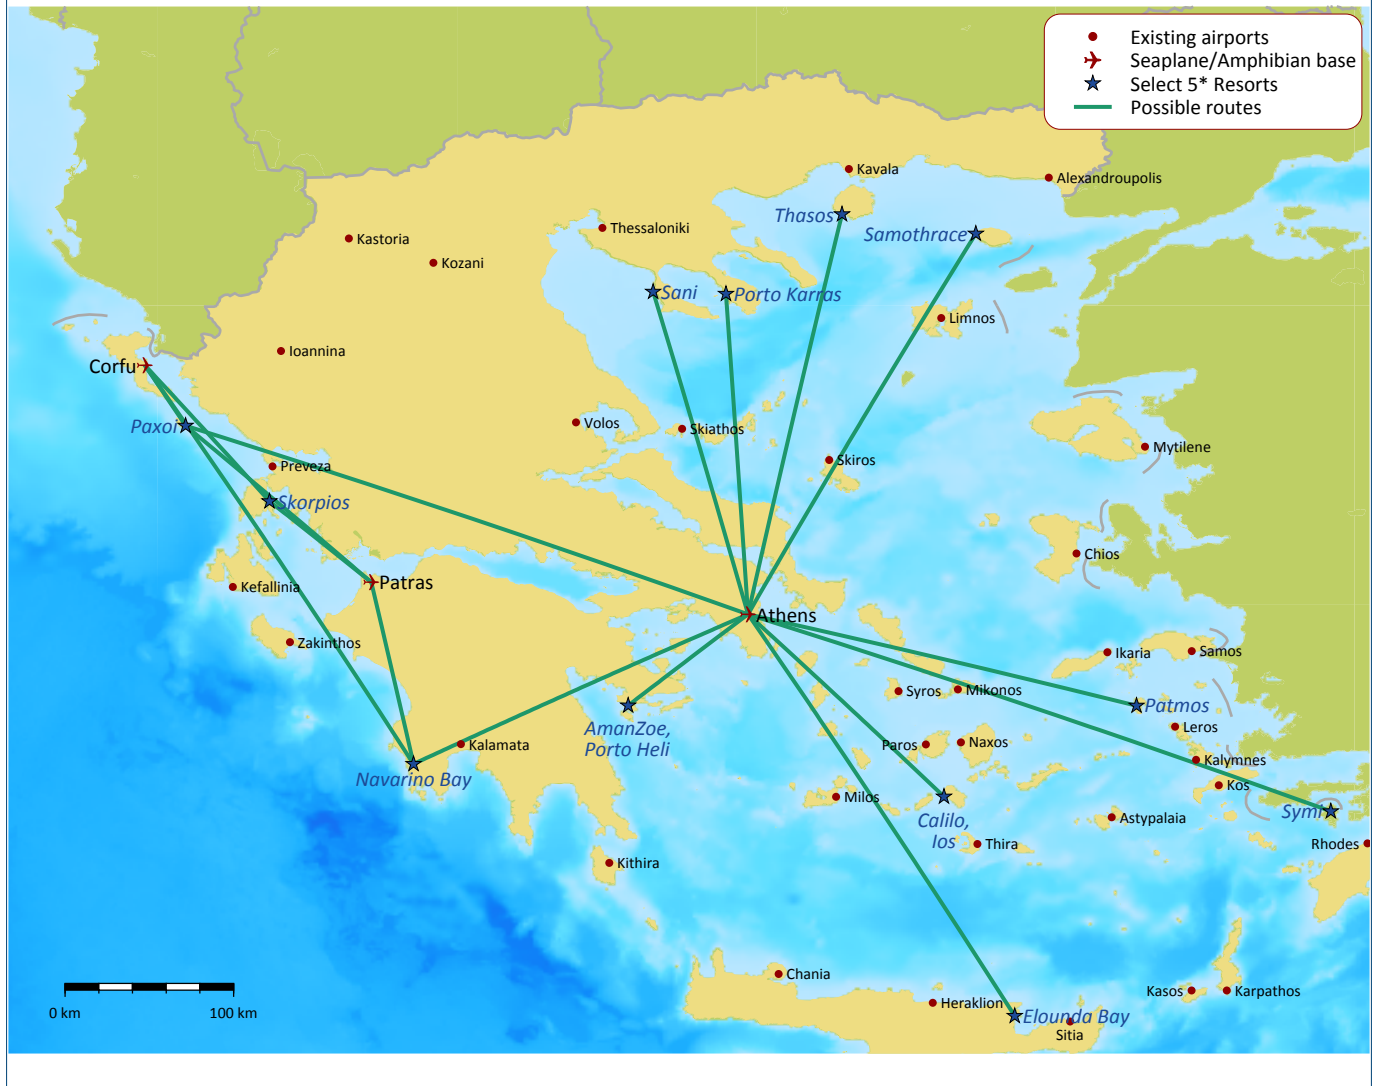 Existing airports
Seaplane/Amphibian base
Select 5* Resorts
Possible routes
Kavala
Alexandroupolis
Thasos
Samothrace
Thessaloniki
Kastoria
Kozani
Sani
Porto Karras
Limnos
Ioannina
Corfu
Paxoi
Volos
Skiathos
Mytilene
Preveza
Skiros
Skorpios
Chios
Patras
Kefallinia
Athens
Zakinthos
Ikaria
Samos
Syros
Mikonos
Patmos
Leros
AmanZoe,
Porto Heli
Kalamata
Paros
Naxos
Kalymnes
Navarino Bay
Kos
Milos
Calilo,
Ios
Astypalaia
Symi
Thira
Rhodes
Kithira
Chania
Heraklion
Kasos
Karpathos
Elounda Bay
Sitia
0 km
100 km